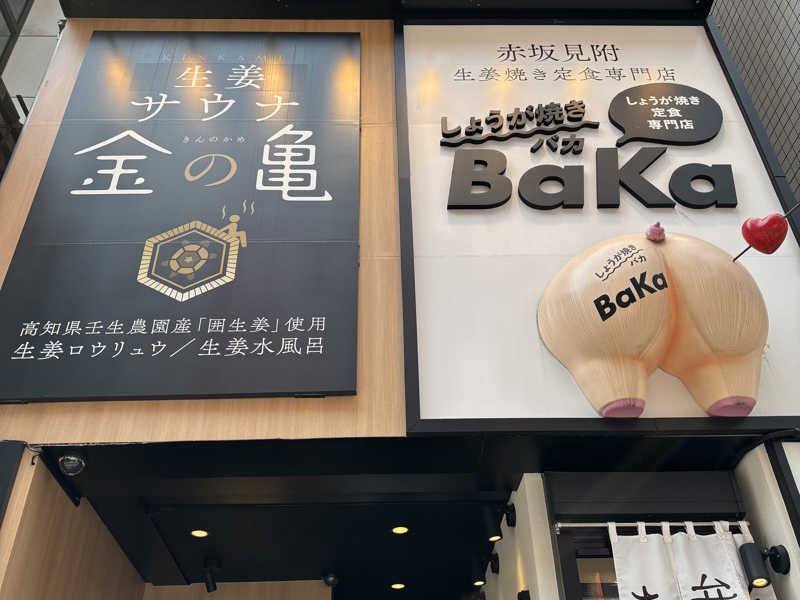 KINKAME
生姜
サウナ
きんのかめ
金の亀
高知県壬生農園産「囲生姜」使用
生姜ロウリュウ／生姜水風呂
赤坂見附
生姜焼き定食専門店
しょうが焼き
バカ
BaKa
しょうが焼き
定食
専門店
しょうが焼き
バカ
BaKa
弁